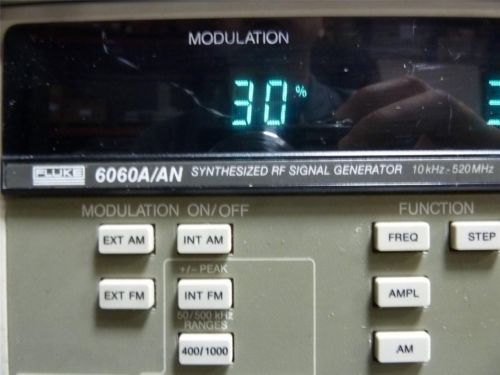 MODULATION
30%
FLUKE 6060A/AN SYNTHESIZED RF SIGNAL GENERATOR 10 kHz - 520 MHz
MODULATION ON/OFF FUNCTION
EXT AM INT AM FREQ STEP
+/- PEAK
EXT FM INT FM AMPL
50/500 kHz
RANGES
400/1000 AM